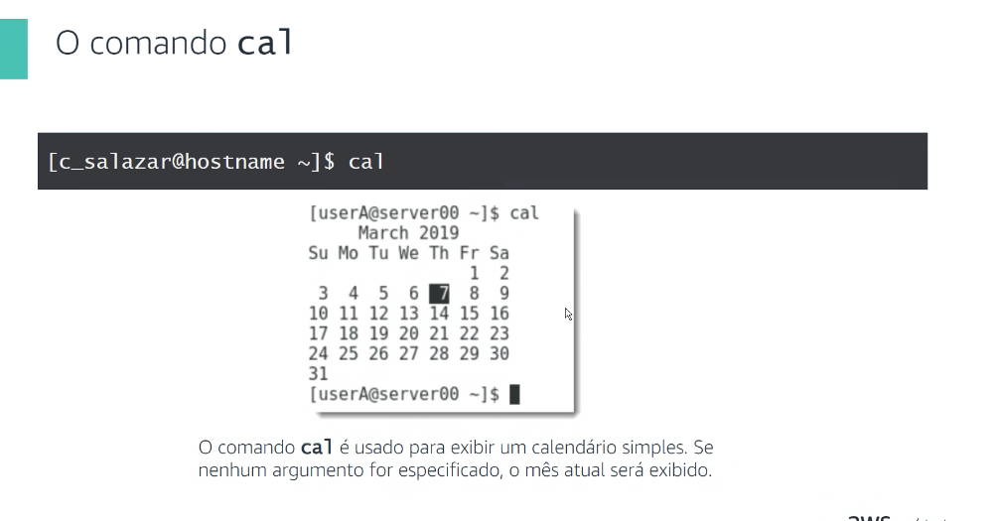 O comando cal
[c_salazar@hostname ~]$ cal
[userA@server00 ~]$ cal
March 2019
Su Mo Tu We Th Fr Sa
1 2
3 4 5 6 7 8 9
10 11 12 13 14 15 16
17 18 19 20 21 22 23
24 25 26 27 28 29 30
31
[userA@server00 ~]$
O comando cal é usado para exibir um calendário simples. Se
nenhum argumento for especificado, o mês atual será exibido.
aws